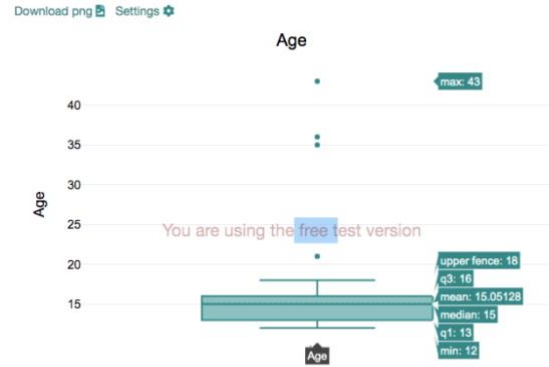 Download png Settings
Age
max: 43
40
35
30
Age
25
You are using the free test version
20
15
upper fence: 18
q3: 16
mean: 15.05128
median: 15
q1: 13
min: 12
Age